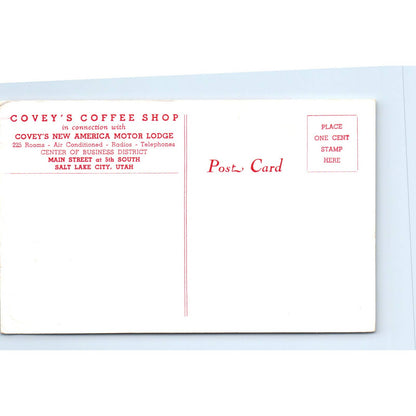 COVEY'S COFFEE SHOP
in connection with
COVEY'S NEW AMERICA MOTOR LODGE
225 Rooms - Air Conditioned - Radios - Telephones
CENTER OF BUSINESS DISTRICT
MAIN STREET at 5th SOUTH
SALT LAKE CITY, UTAH
Post Card
PLACE
ONE CENT
STAMP
HERE